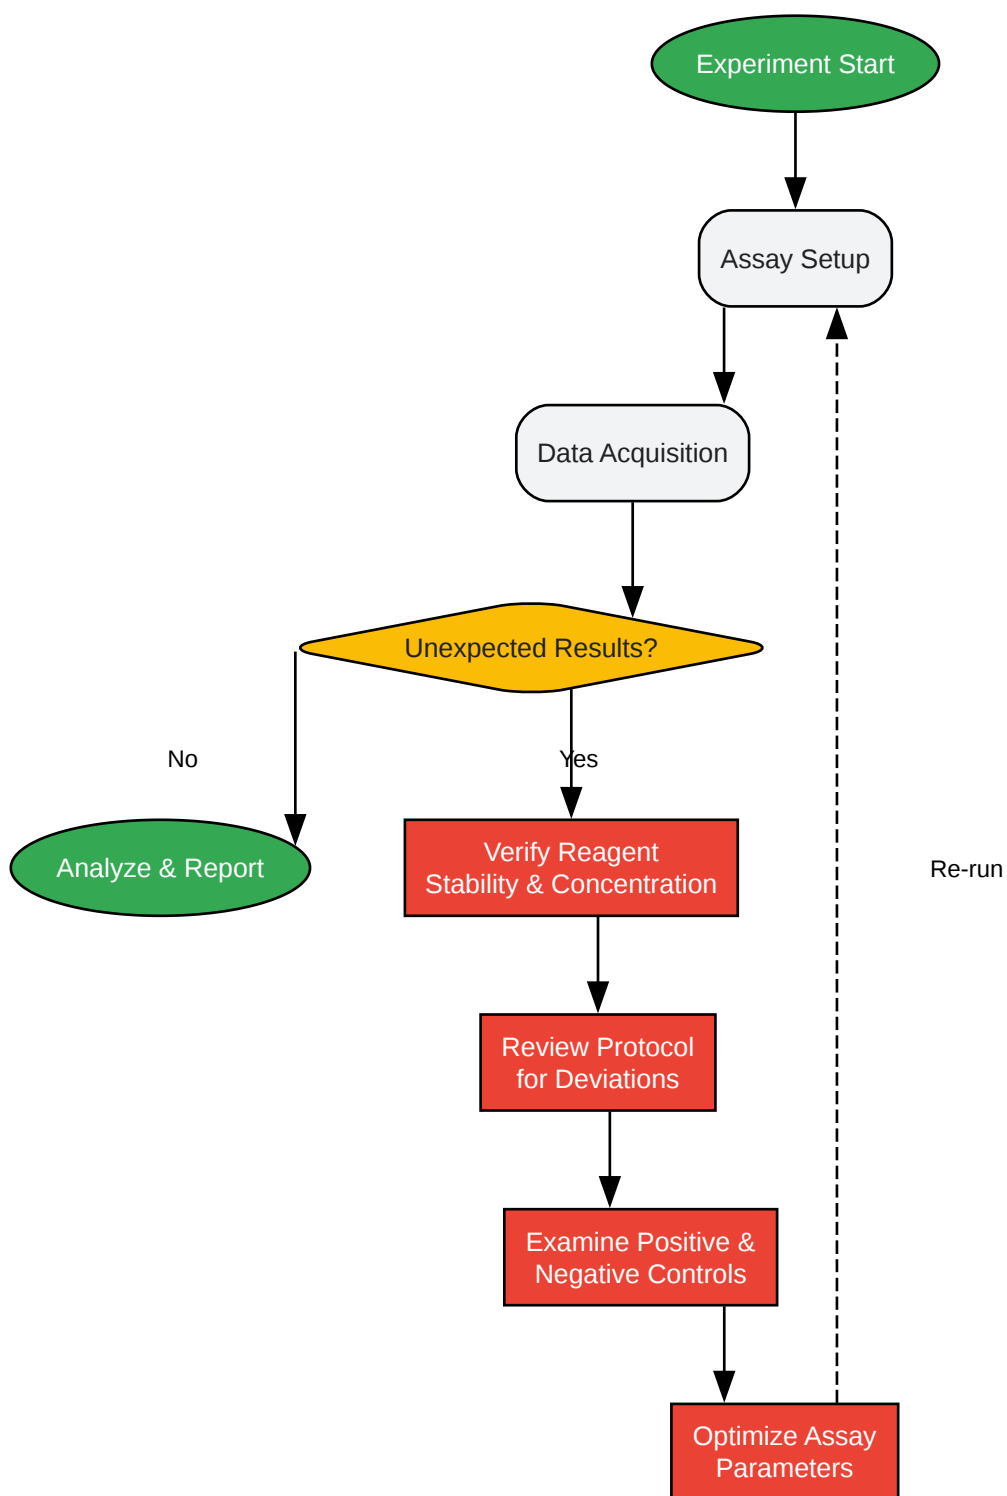 Experiment Start
Assay Setup
Data Acquisition
Unexpected Results?
No
Yes
Analyze & Report
Verify Reagent
Stability & Concentration
Re-run
Review Protocol
for Deviations
Examine Positive &
Negative Controls
Optimize Assay
Parameters